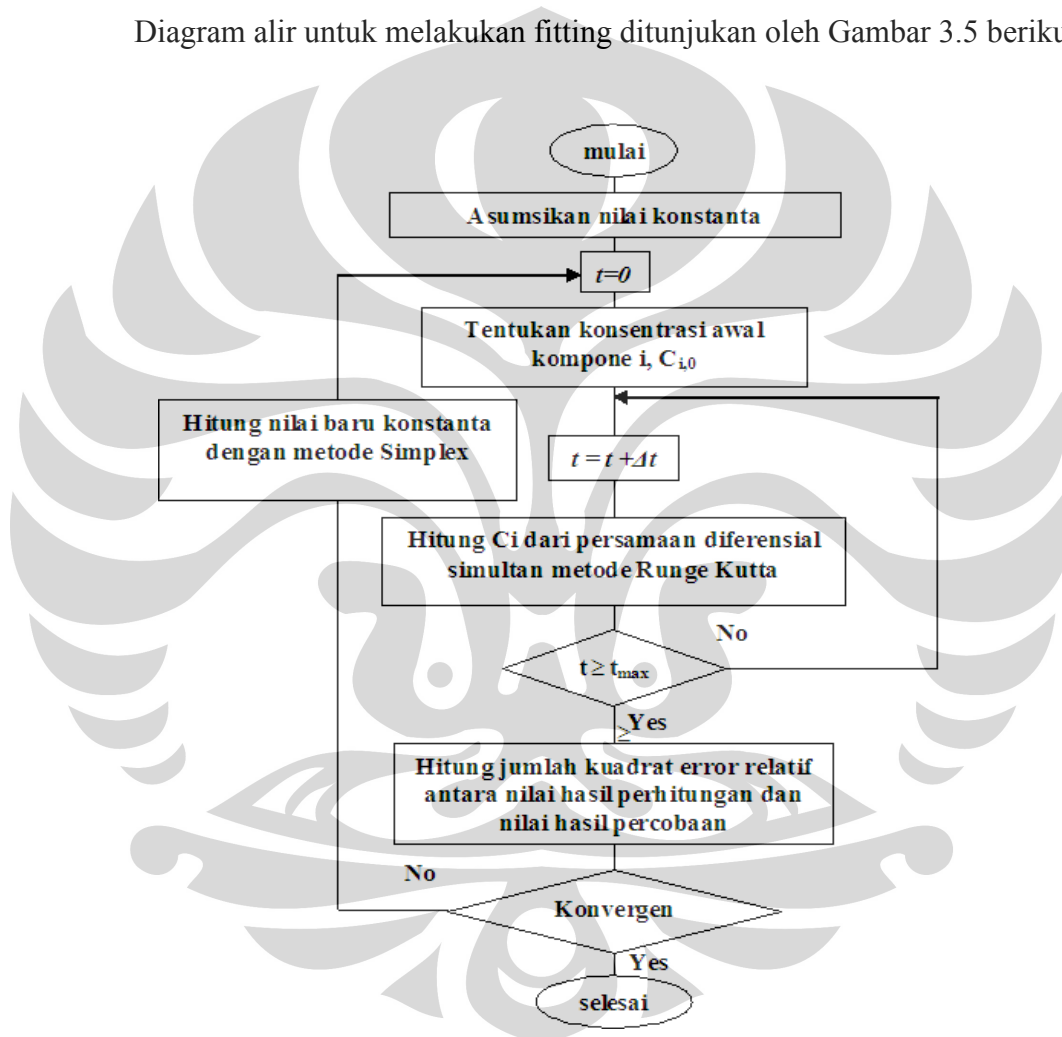 Diagram alir untuk melakukan fitting ditunjukan oleh Gambar 3.5 beriku
mulai
Asumsikan nilai konstanta
t=0
Tentukan konsentrasi awal
kompone i, Cᵢ,₀
Hitung nilai baru konstanta
dengan metode Simplex
t = t +Δt
Hitung Ci dari persamaan diferensial
simultan metode Runge Kutta
No
t ≥ tₘₐₓ
≥Yes
Hitung jumlah kuadrat error relatif
antara nilai hasil perhitungan dan
nilai hasil percobaan
No
Konvergen
Yes
selesai